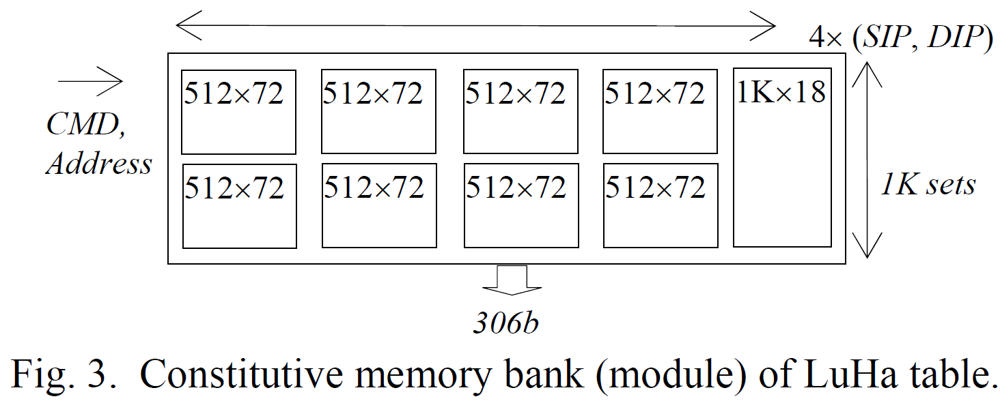 4× (SIP, DIP)
CMD,
Address
512×72 512×72 512×72 512×72 1K×18
512×72 512×72 512×72 512×72
1K sets
306b
Fig. 3. Constitutive memory bank (module) of LuHa table.